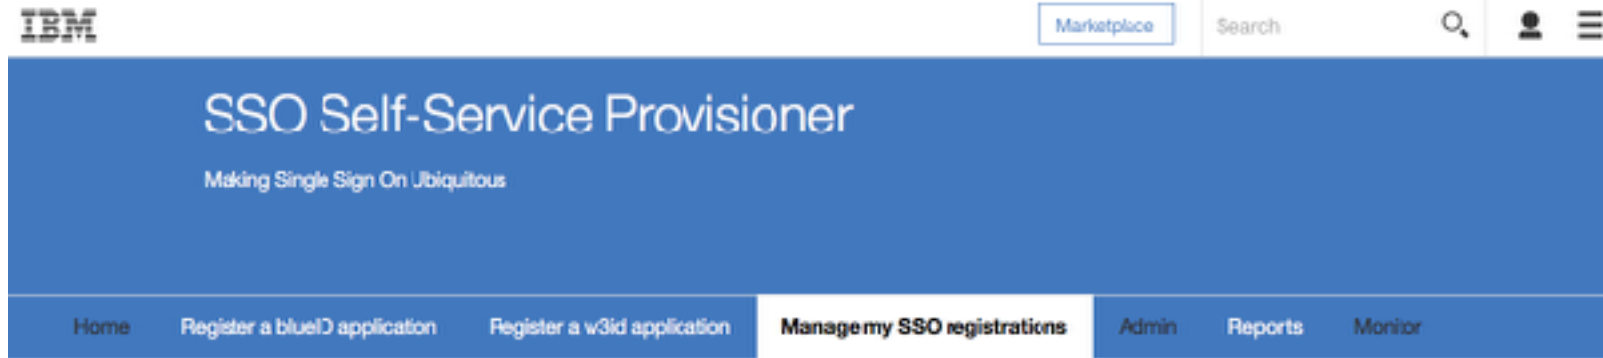 IBM Marketplace Search
SSO Self-Service Provisioner
Making Single Sign On Ubiquitous
Home Register a blueID application Register a w3id application Manage my SSO registrations Admin Reports Monitor